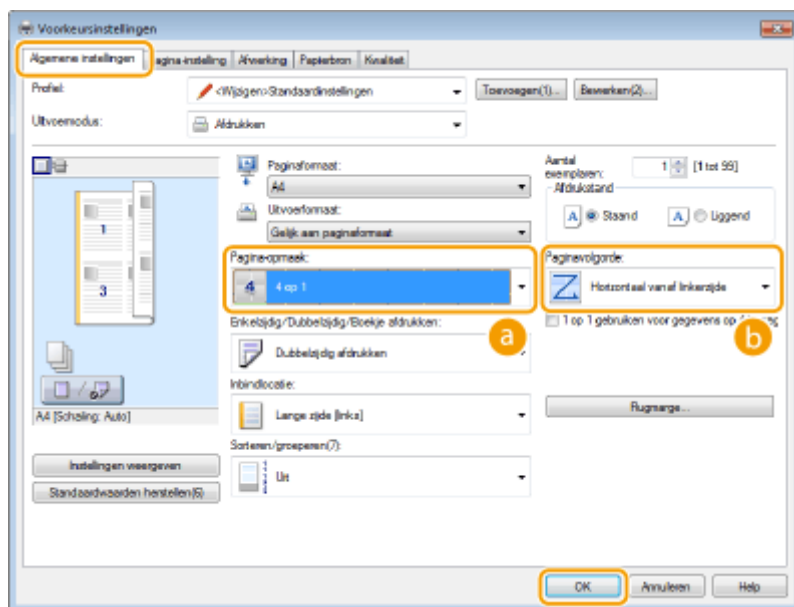 Voorkeursinstellingen
Algemene instellingen Pagina-instelling Afwerking Papierbron Kwaliteit
Profiel: <Wijzigen>Standaardinstellingen Toevoegen(1)... Bewerken(2)...
Uitvoermodus: Afdrukken
Paginaformaat:
A4
Uitvoerformaat:
Gelijk aan paginaformaat
Aantal exemplaren: 1 [1 tot 99]
Afdrukstand
A Staand A Liggend
1
3
Pagina-opmaak:
4 4 op 1
a
Paginavolgorde:
Horizontaal vanaf linkerzijde
b
1 op 1 gebruiken voor gegevens op
Enkelzijdig/Dubbelzijdig/Boekje afdrukken:
Dubbelzijdig afdrukken
Inbindlocatie:
Lange zijde [links]
Rugmarge...
A4 [Schaling: Auto]
Sorteren/groeperen(7):
Uit
Instellingen weergeven
Standaardwaarden herstellen(6)
OK Annuleren Help